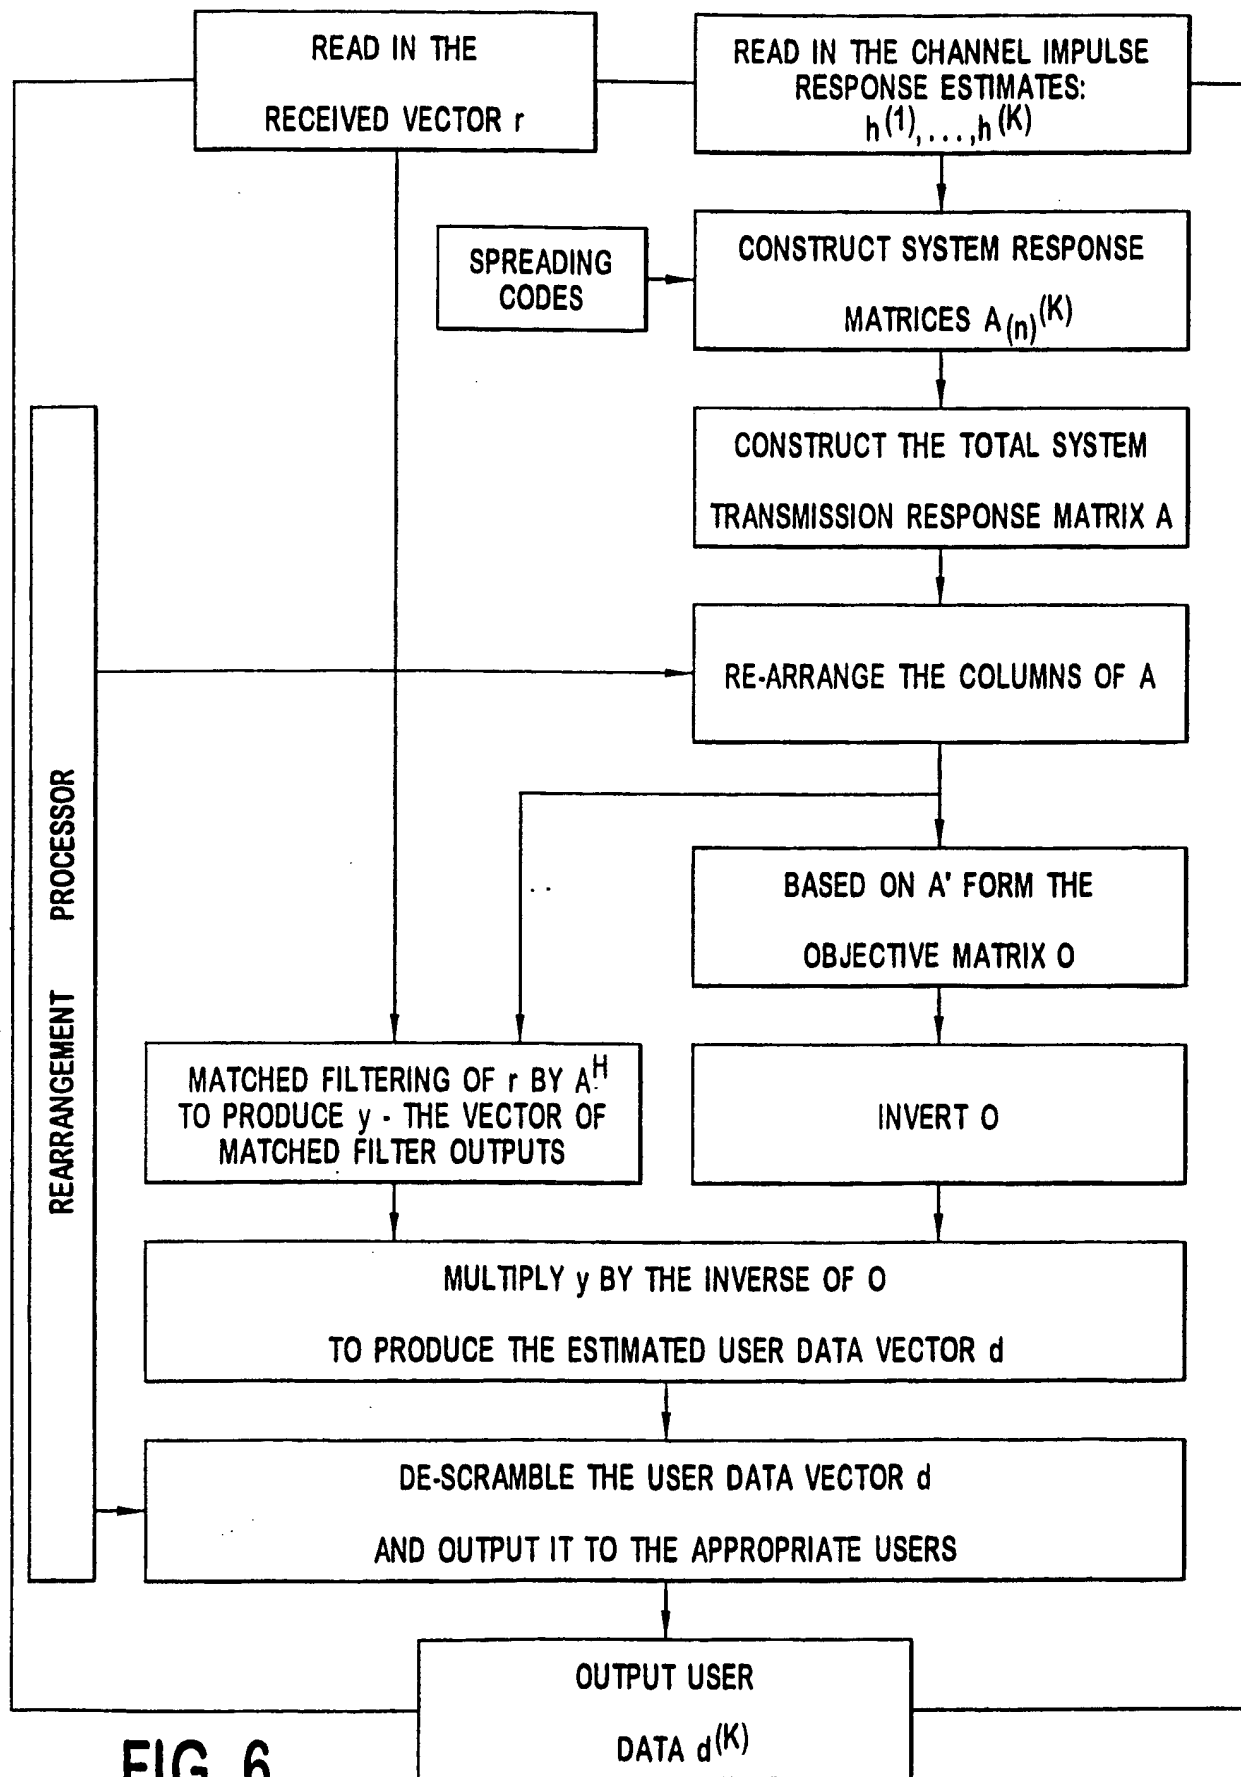 READ IN THE
RECEIVED VECTOR r
READ IN THE CHANNEL IMPULSE
RESPONSE ESTIMATES:
h(1),...,h(K)
SPREADING
CODES
CONSTRUCT SYSTEM RESPONSE
MATRICES A(n)(K)
CONSTRUCT THE TOTAL SYSTEM
TRANSMISSION RESPONSE MATRIX A
RE-ARRANGE THE COLUMNS OF A
REARRANGEMENT PROCESSOR
BASED ON A' FORM THE
OBJECTIVE MATRIX O
MATCHED FILTERING OF r BY A'H
TO PRODUCE y - THE VECTOR OF
MATCHED FILTER OUTPUTS
INVERT O
MULTIPLY y BY THE INVERSE OF O
TO PRODUCE THE ESTIMATED USER DATA VECTOR d
DE-SCRAMBLE THE USER DATA VECTOR d
AND OUTPUT IT TO THE APPROPRIATE USERS
OUTPUT USER
DATA d(K)
FIG. 6